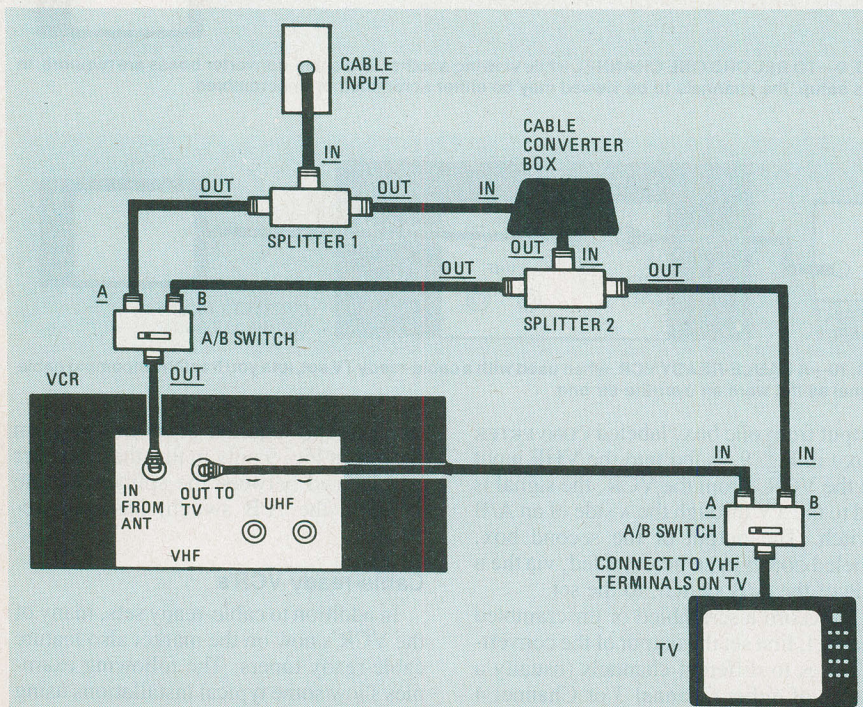 CABLE
INPUT
CABLE
CONVERTER
BOX
IN
OUT
OUT
IN
SPLITTER 1
OUT
IN
OUT
OUT
A
B
SPLITTER 2
A/B SWITCH
OUT
VCR
IN
IN
IN
FROM
ANT
OUT TO
TV
UHF
A
B
A/B SWITCH
VHF
CONNECT TO VHF
TERMINALS ON TV
TV